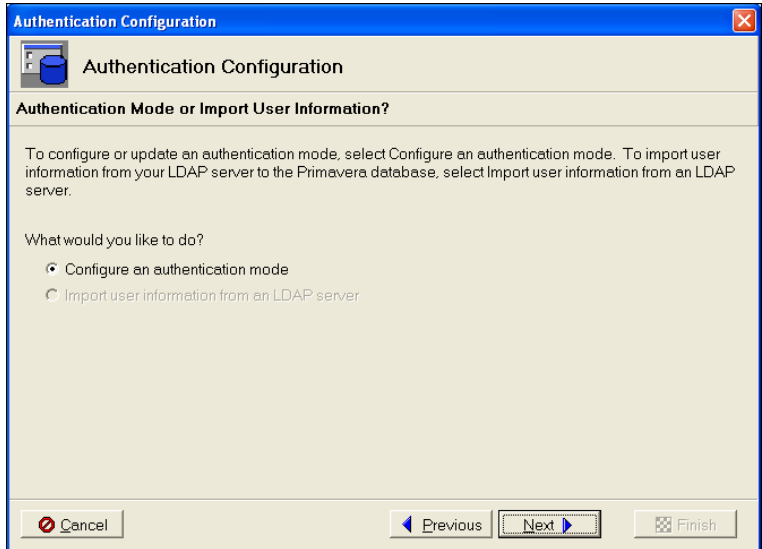 Authentication Configuration
Authentication Configuration
Authentication Mode or Import User Information?
To configure or update an authentication mode, select Configure an authentication mode. To import user
information from your LDAP server to the Primavera database, select Import user information from an LDAP
server.
What would you like to do?
Configure an authentication mode
Import user information from an LDAP server
Cancel
Previous
Next
Finish